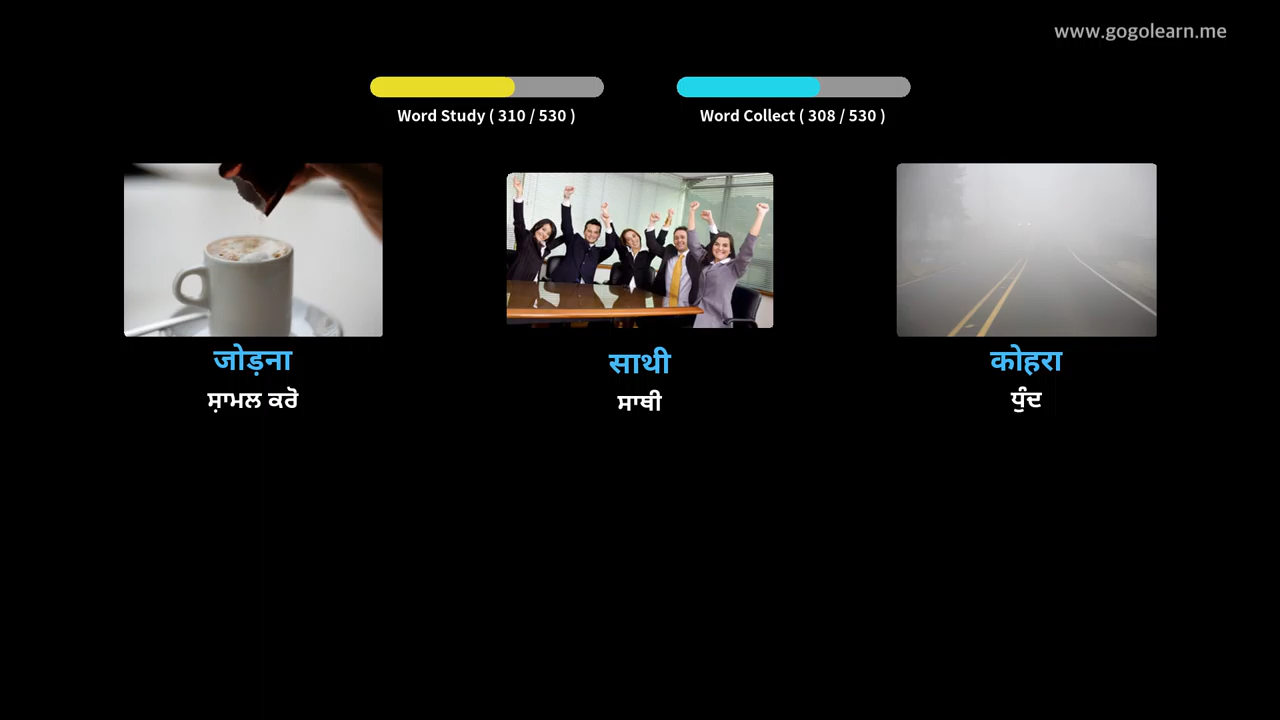 www.gogolearn.me
Word Study ( 310 / 530 )
Word Collect ( 308 / 530 )
जोड़ना
साथी
कोहरा
ਸ਼ਾਮਲ ਕਰੋ
ਸਾਥੀ
ਧੁੰਦ